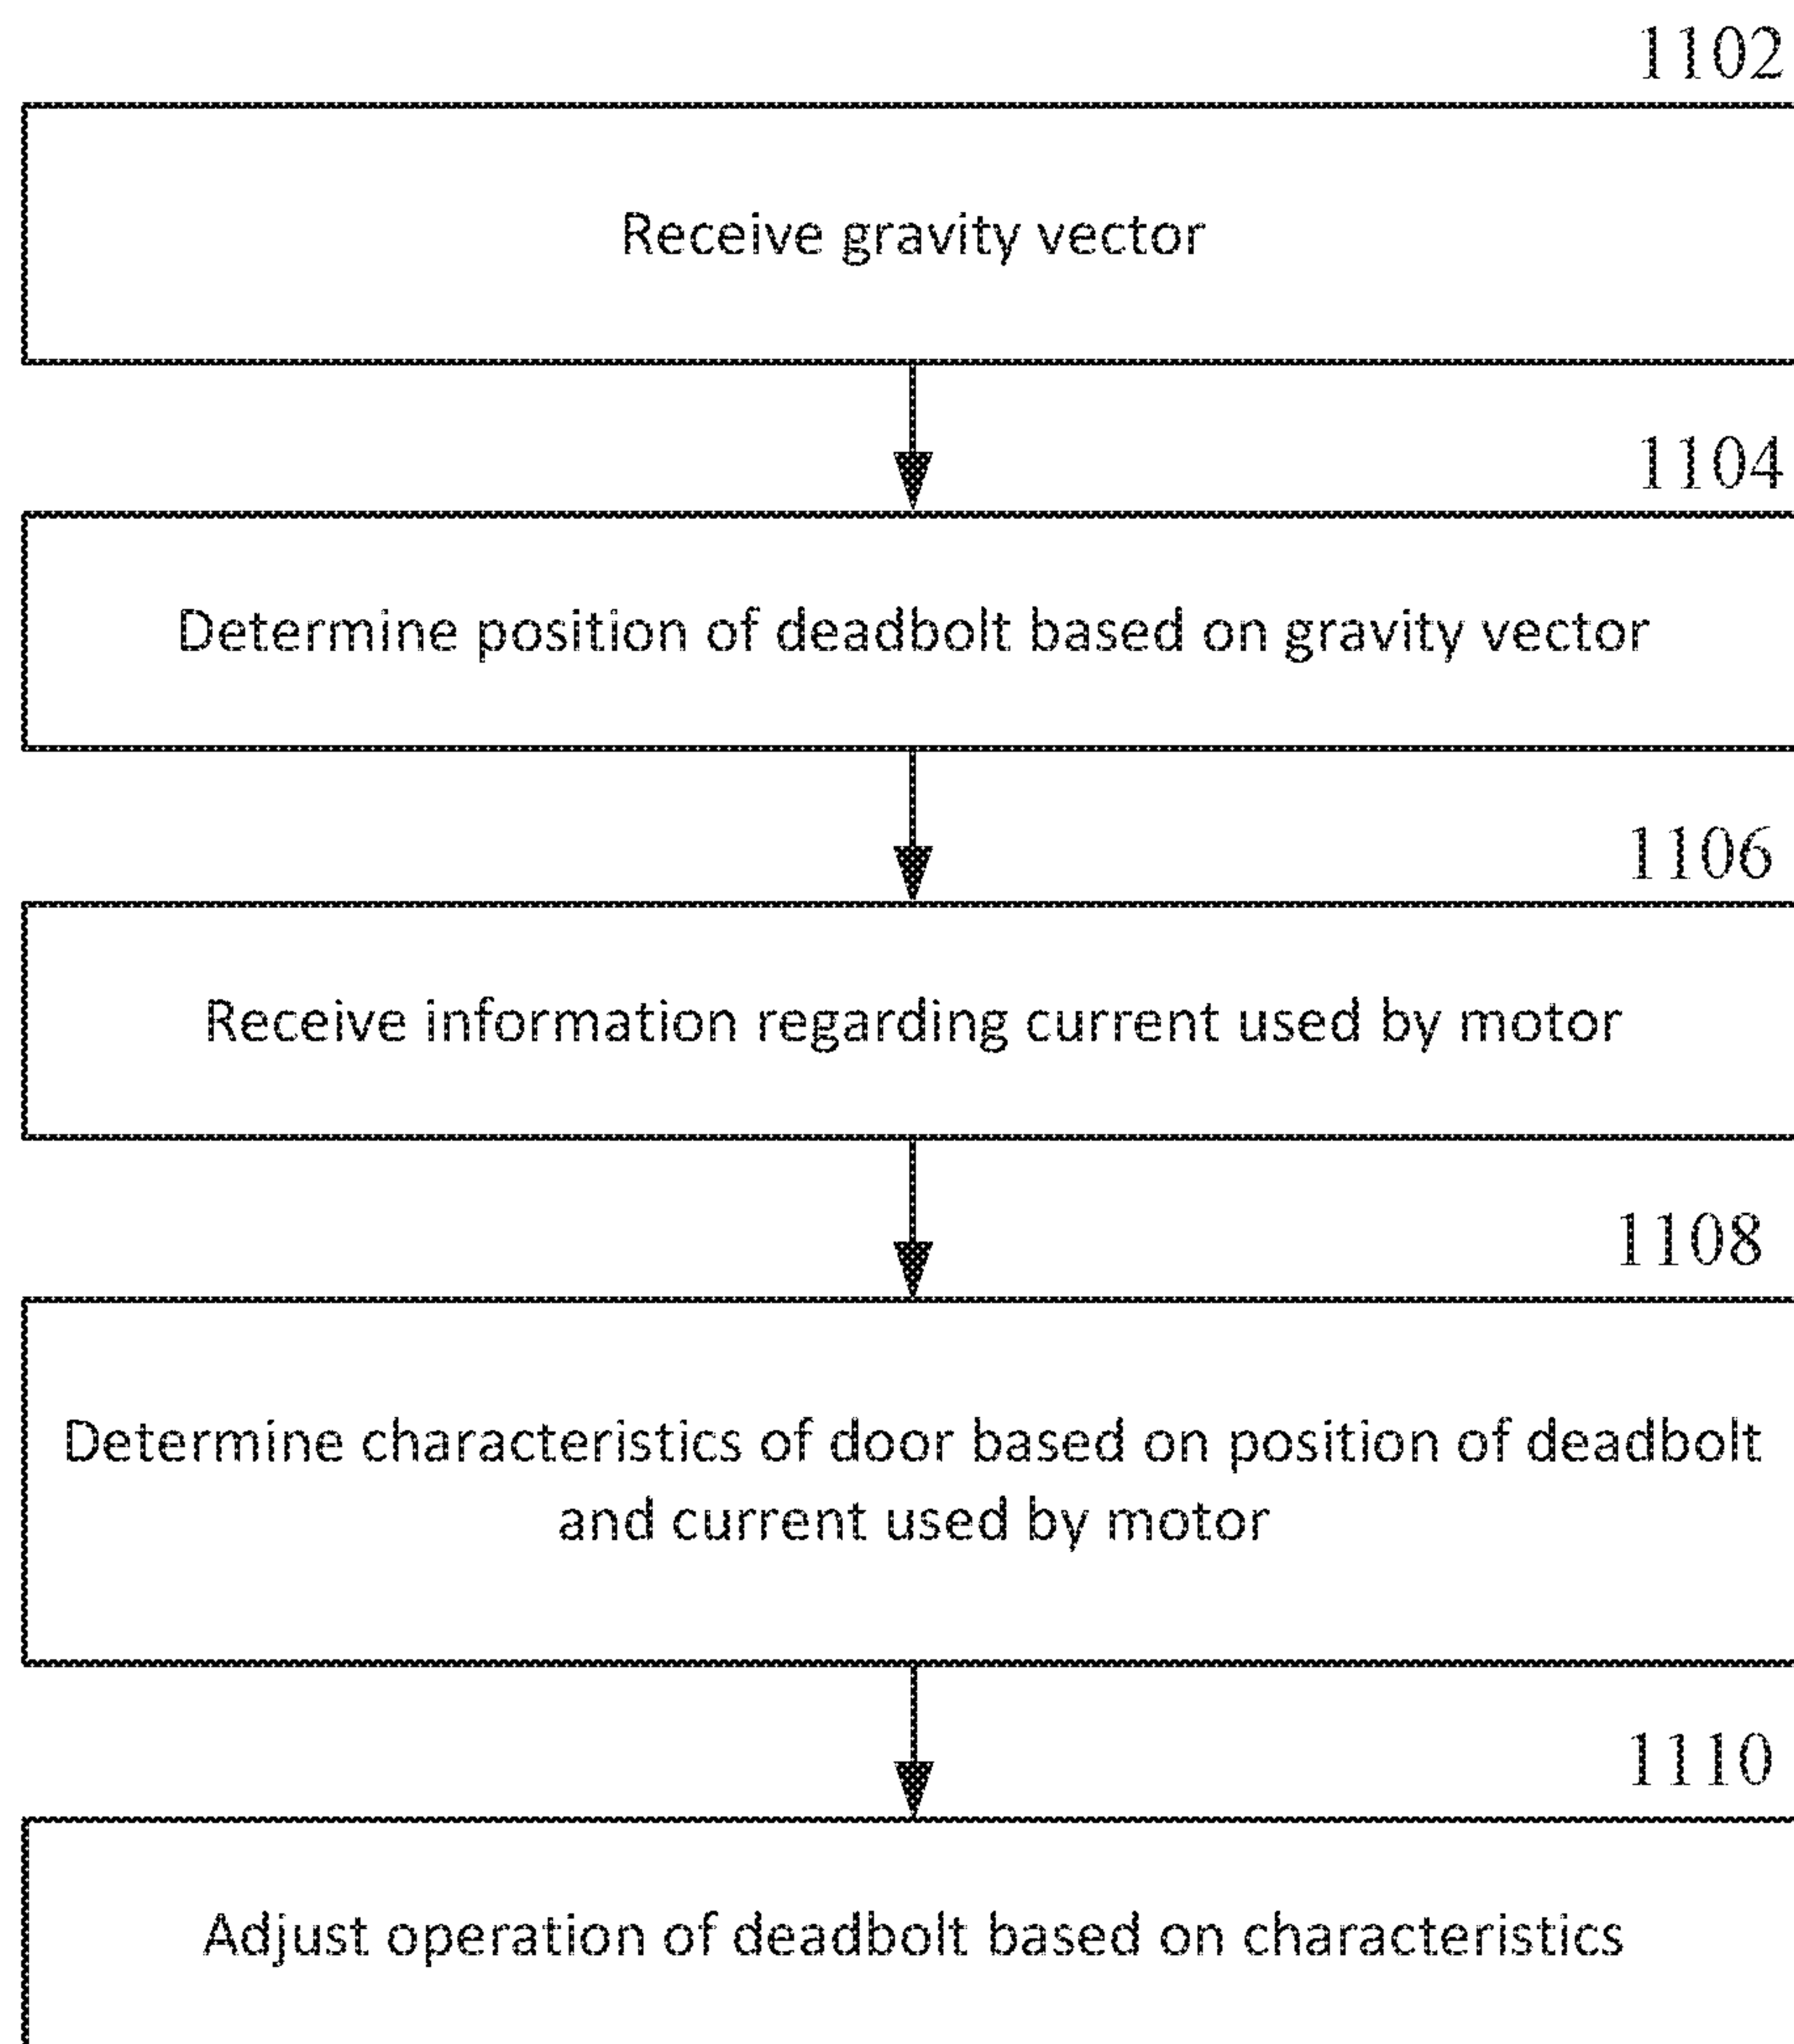 1102
Receive gravity vector
1104
Determine position of deadbolt based on gravity vector
1106
Receive information regarding current used by motor
1108
Determine characteristics of door based on position of deadbolt
and current used by motor
1110
Adjust operation of deadbolt based on characteristics